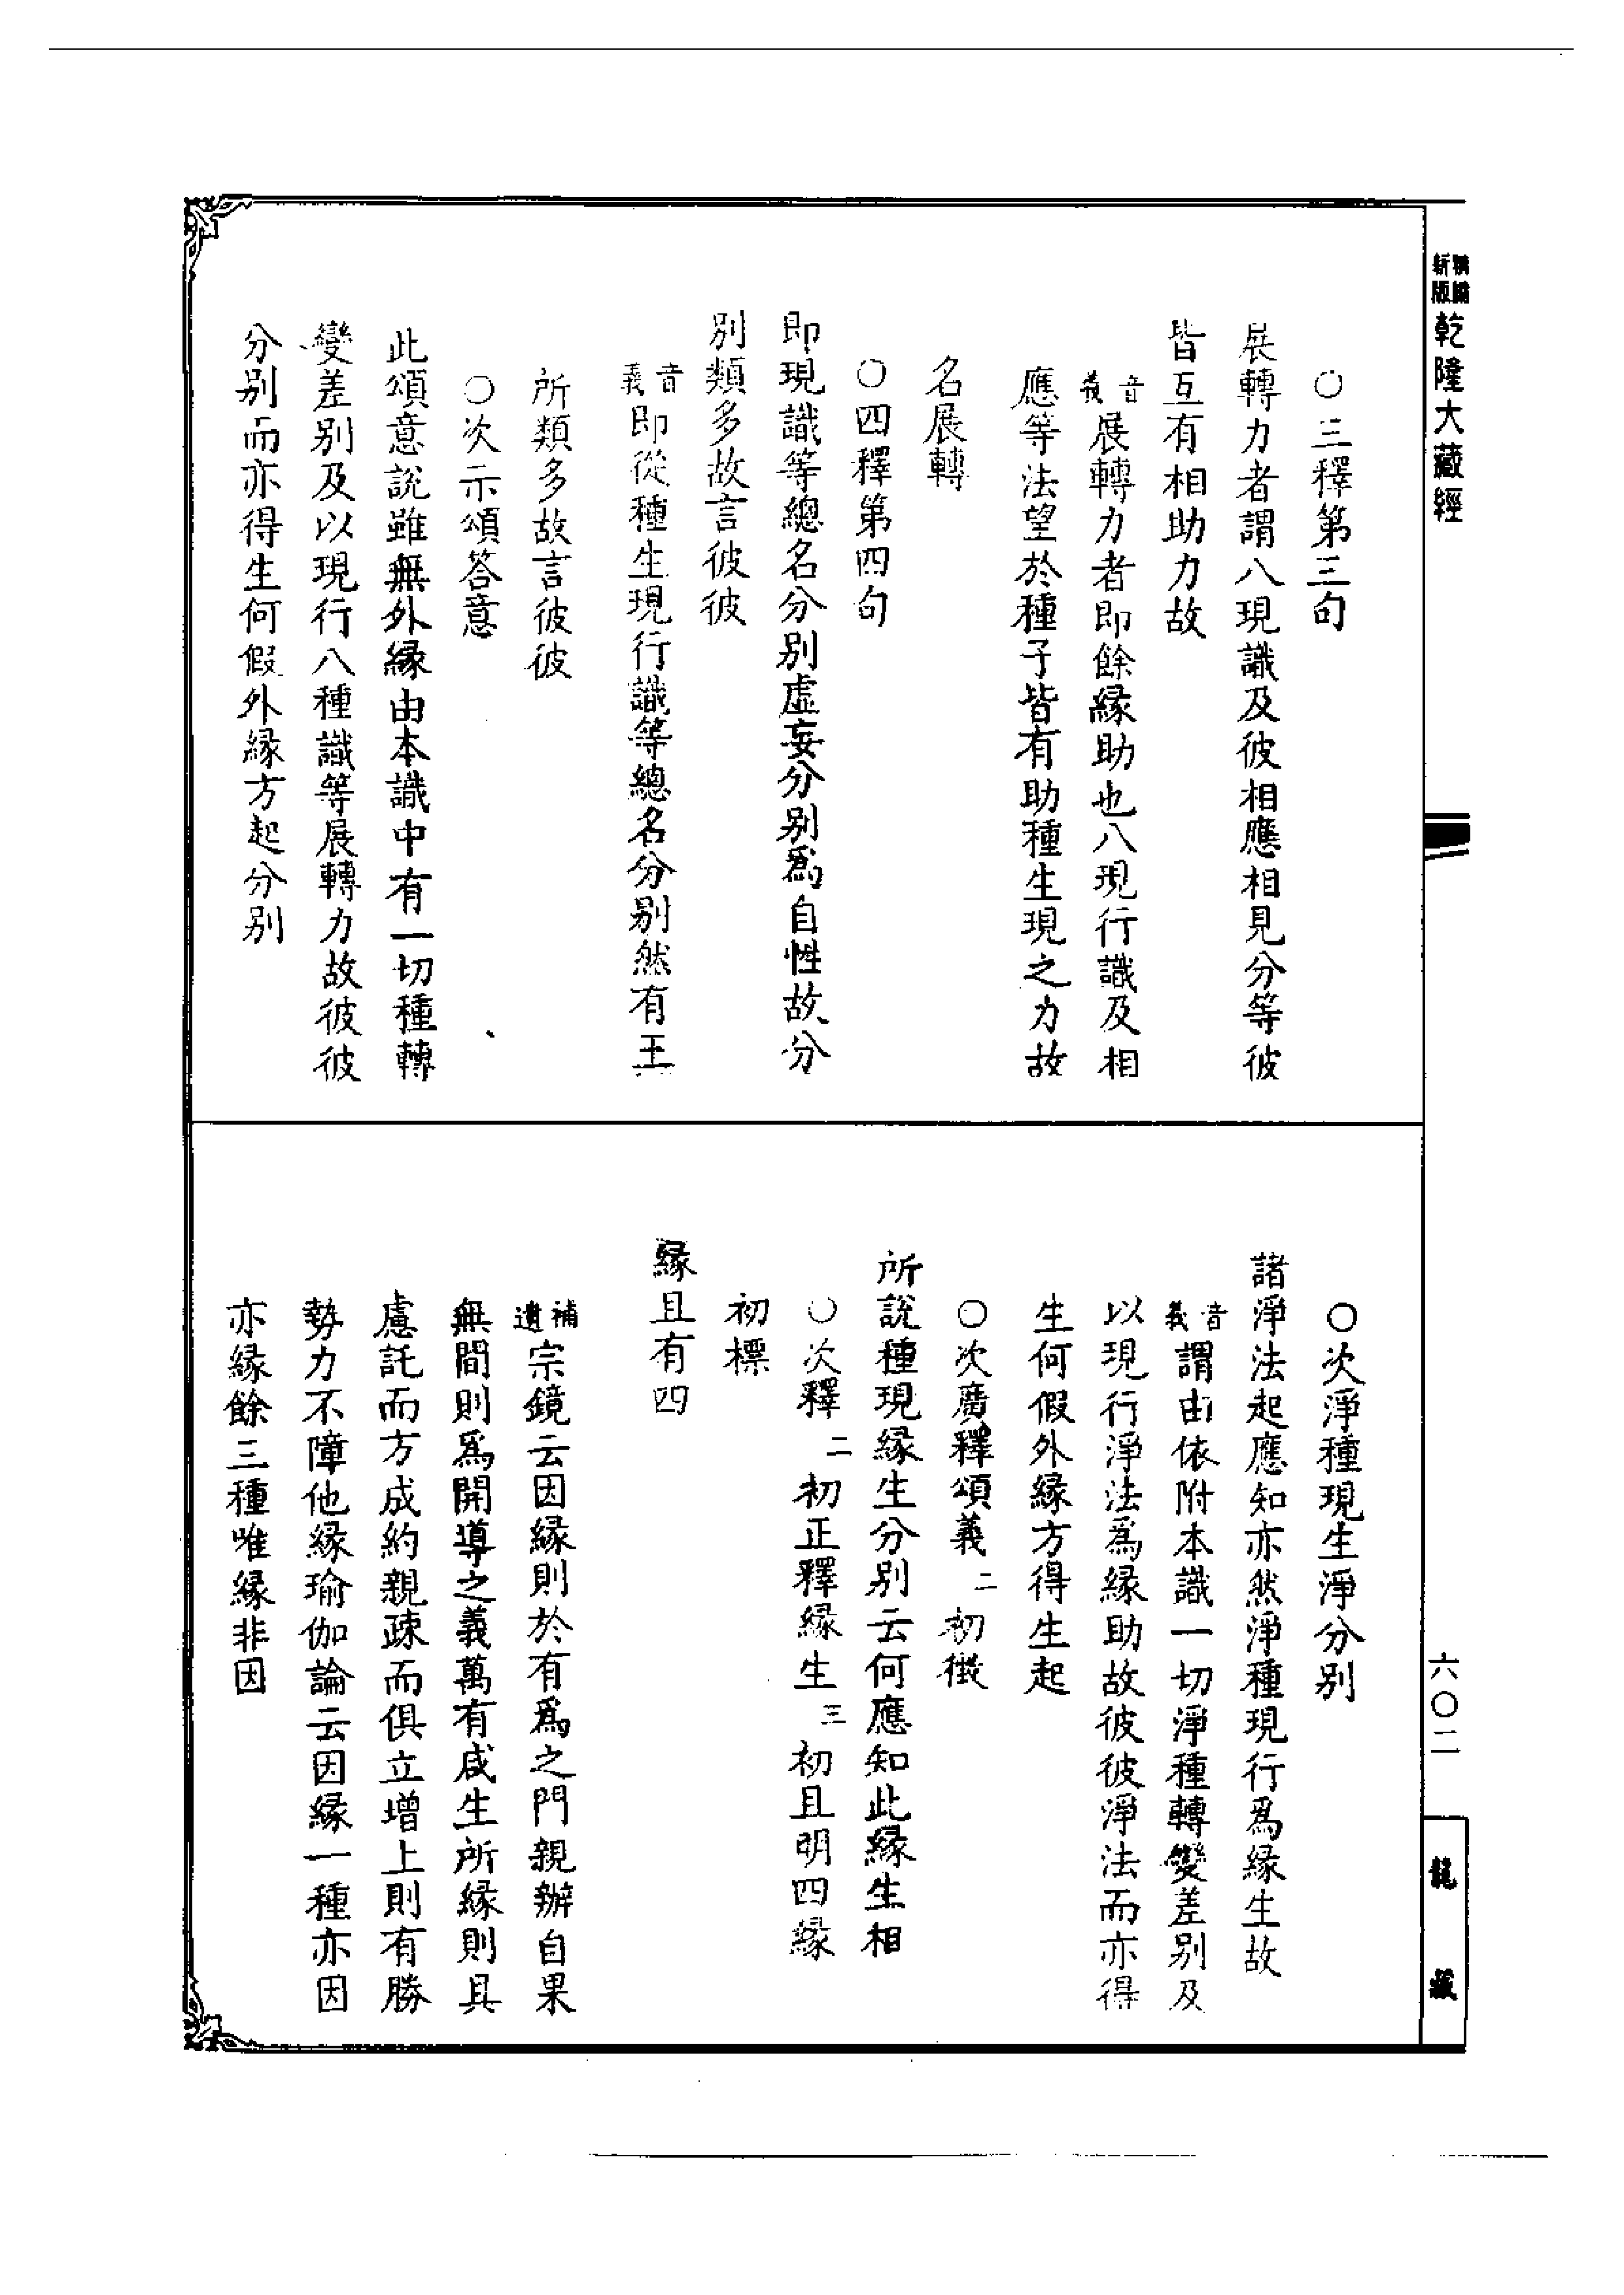 新編縮版 乾隆大藏經
○三釋第三句
展轉力者謂八現識及彼相應相見分等彼
皆互有相助力故
音義展轉力者即餘緣助也八現行識及相
應等法望於種子皆有助種生現之力故
名展轉
○四釋第四句
即現識等總名分別虛妄分別爲自性故分
別類多故言彼彼
音義即從種生現行識等總名分別然有王
所類多故言彼彼
○次示頌答意
此頌意說雖無外緣由本識中有一切種轉
變差別及以現行八種識等展轉力故彼彼
分別而亦得生何假外緣方起分別
○次淨種現生淨分別
諸淨法起應知亦然淨種現行爲緣生故
音義謂由依附本識一切淨種轉變差別及
以現行淨法爲緣助故彼彼淨法而亦得
生何假外緣方得生起
○次廣釋頌義二 初徵
所說種現緣生分別云何應知此緣生相
○次釋二 初正釋緣生三 初且明四緣
初標
緣且有四
補遺宗鏡云因緣則於有爲之門親辦自果
無間則爲開導之義萬有咸生所緣則具
慮託而方成約親疎而俱立增上則有勝
勢力不障他緣瑜伽論云因緣一種亦因
亦緣餘三種唯緣非因
六〇二
龍藏